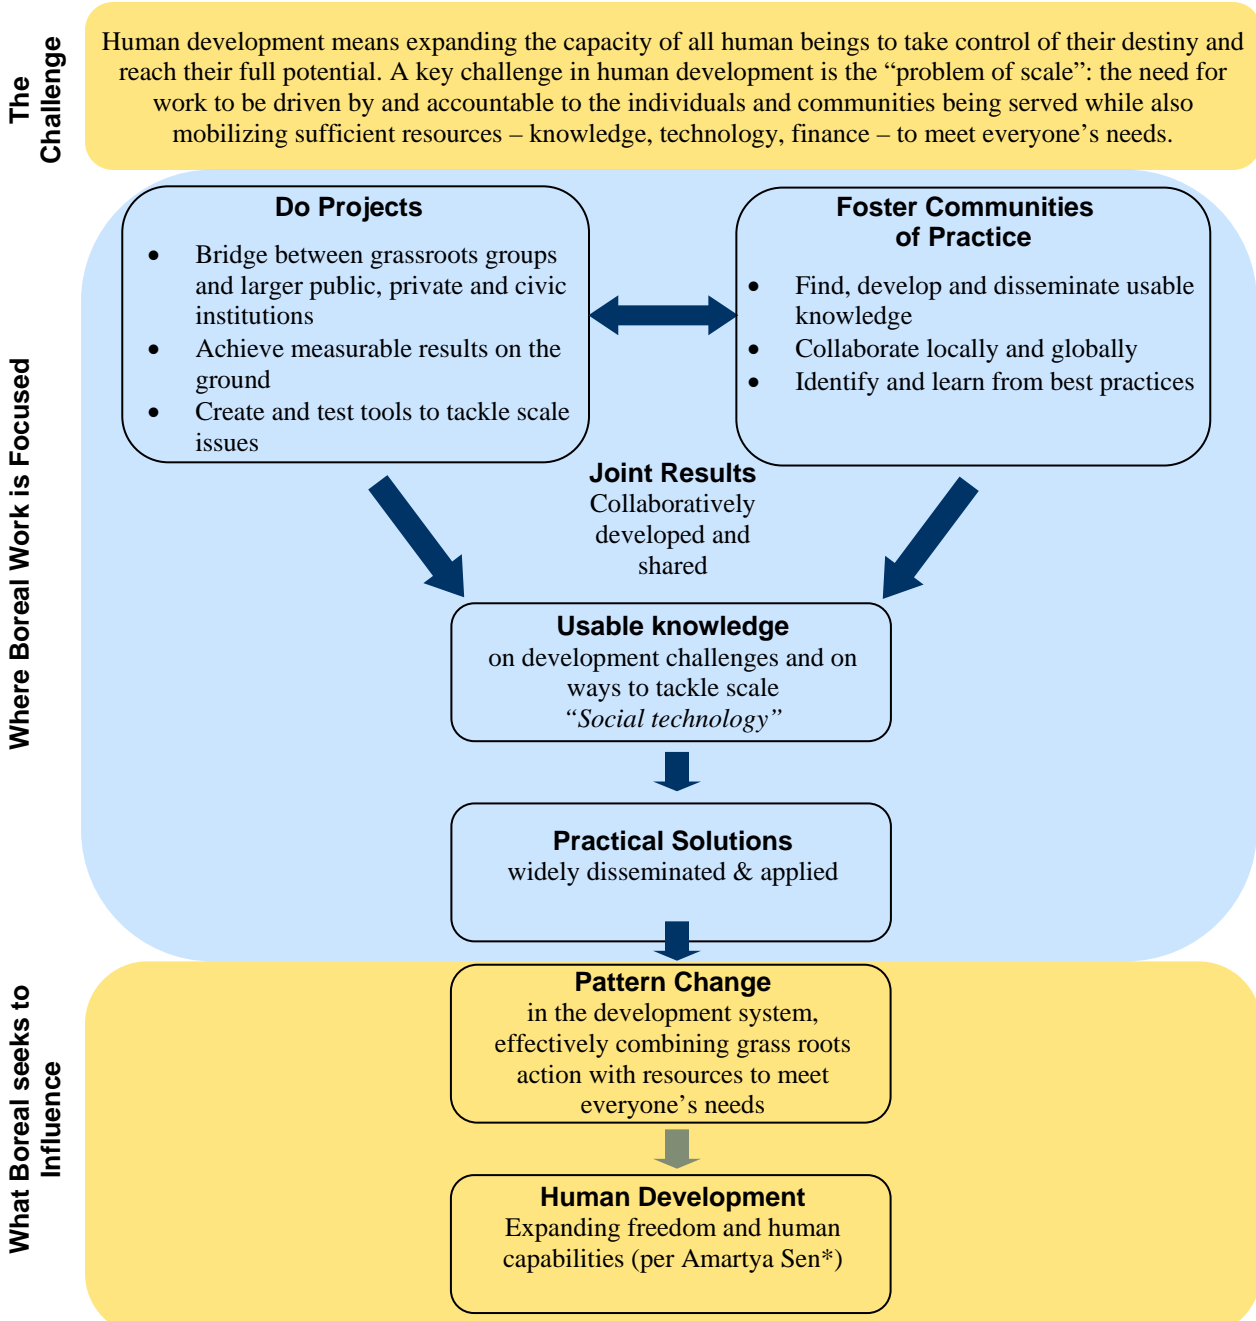 The
Challenge
Human development means expanding the capacity of all human beings to take control of their destiny and
reach their full potential. A key challenge in human development is the “problem of scale”: the need for
work to be driven by and accountable to the individuals and communities being served while also
mobilizing sufficient resources – knowledge, technology, finance – to meet everyone’s needs.
Where Boreal Work is Focused
Do Projects
• Bridge between grassroots groups
and larger public, private and civic
institutions
• Achieve measurable results on the
ground
• Create and test tools to tackle scale
issues
Foster Communities
of Practice
• Find, develop and disseminate usable
knowledge
• Collaborate locally and globally
• Identify and learn from best practices
Joint Results
Collaboratively
developed and
shared
Usable knowledge
on development challenges and on
ways to tackle scale
“Social technology”
Practical Solutions
widely disseminated & applied
What Boreal seeks to
Influence
Pattern Change
in the development system,
effectively combining grass roots
action with resources to meet
everyone’s needs
Human Development
Expanding freedom and human
capabilities (per Amartya Sen*)